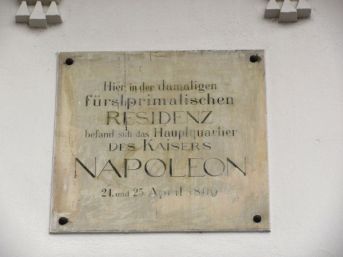 Hier in der damaligen
fürstprimatischen
RESIDENZ
befand sich das Hauptquartier
DES KAISERS
NAPOLEON
24. und 25. April 1809